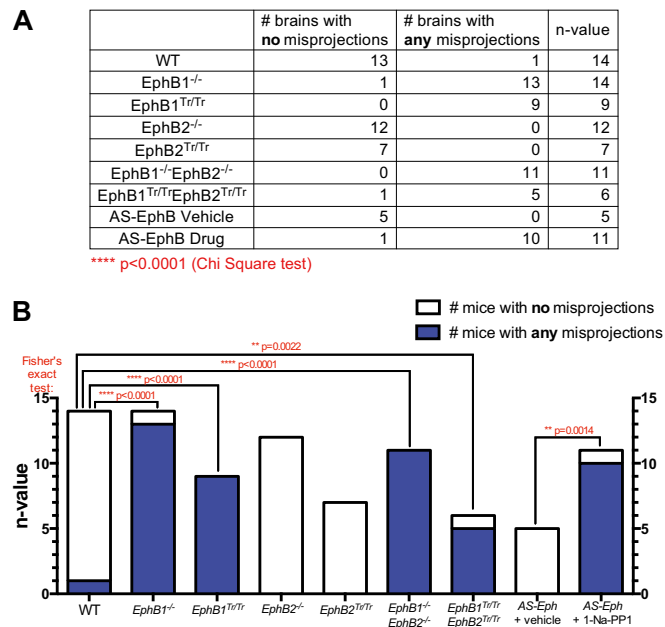 A
# brains with no misprojections | # brains with any misprojections | n-value
WT | 13 | 1 | 14
EphB1-/- | 1 | 13 | 14
EphB1Tr/Tr | 0 | 9 | 9
EphB2-/- | 12 | 0 | 12
EphB2Tr/Tr | 7 | 0 | 7
EphB1-/-EphB2-/- | 0 | 11 | 11
EphB1Tr/TrEphB2Tr/Tr | 1 | 5 | 6
AS-EphB Vehicle | 5 | 0 | 5
AS-EphB Drug | 1 | 10 | 11
**** p<0.0001 (Chi Square test)
B
# mice with no misprojections
# mice with any misprojections
Fisher's
exact
test:
** p=0.0022
**** p<0.0001
**** p<0.0001
**** p<0.0001
** p=0.0014
n-value
15
10
5
0
15
10
5
0
WT
EphB1-/-
EphB1Tr/Tr
EphB2-/-
EphB2Tr/Tr
EphB1-/-
EphB2-/-
EphB1Tr/Tr
EphB2Tr/Tr
AS-Eph
+ vehicle
AS-Eph
+ 1-Na-PP1